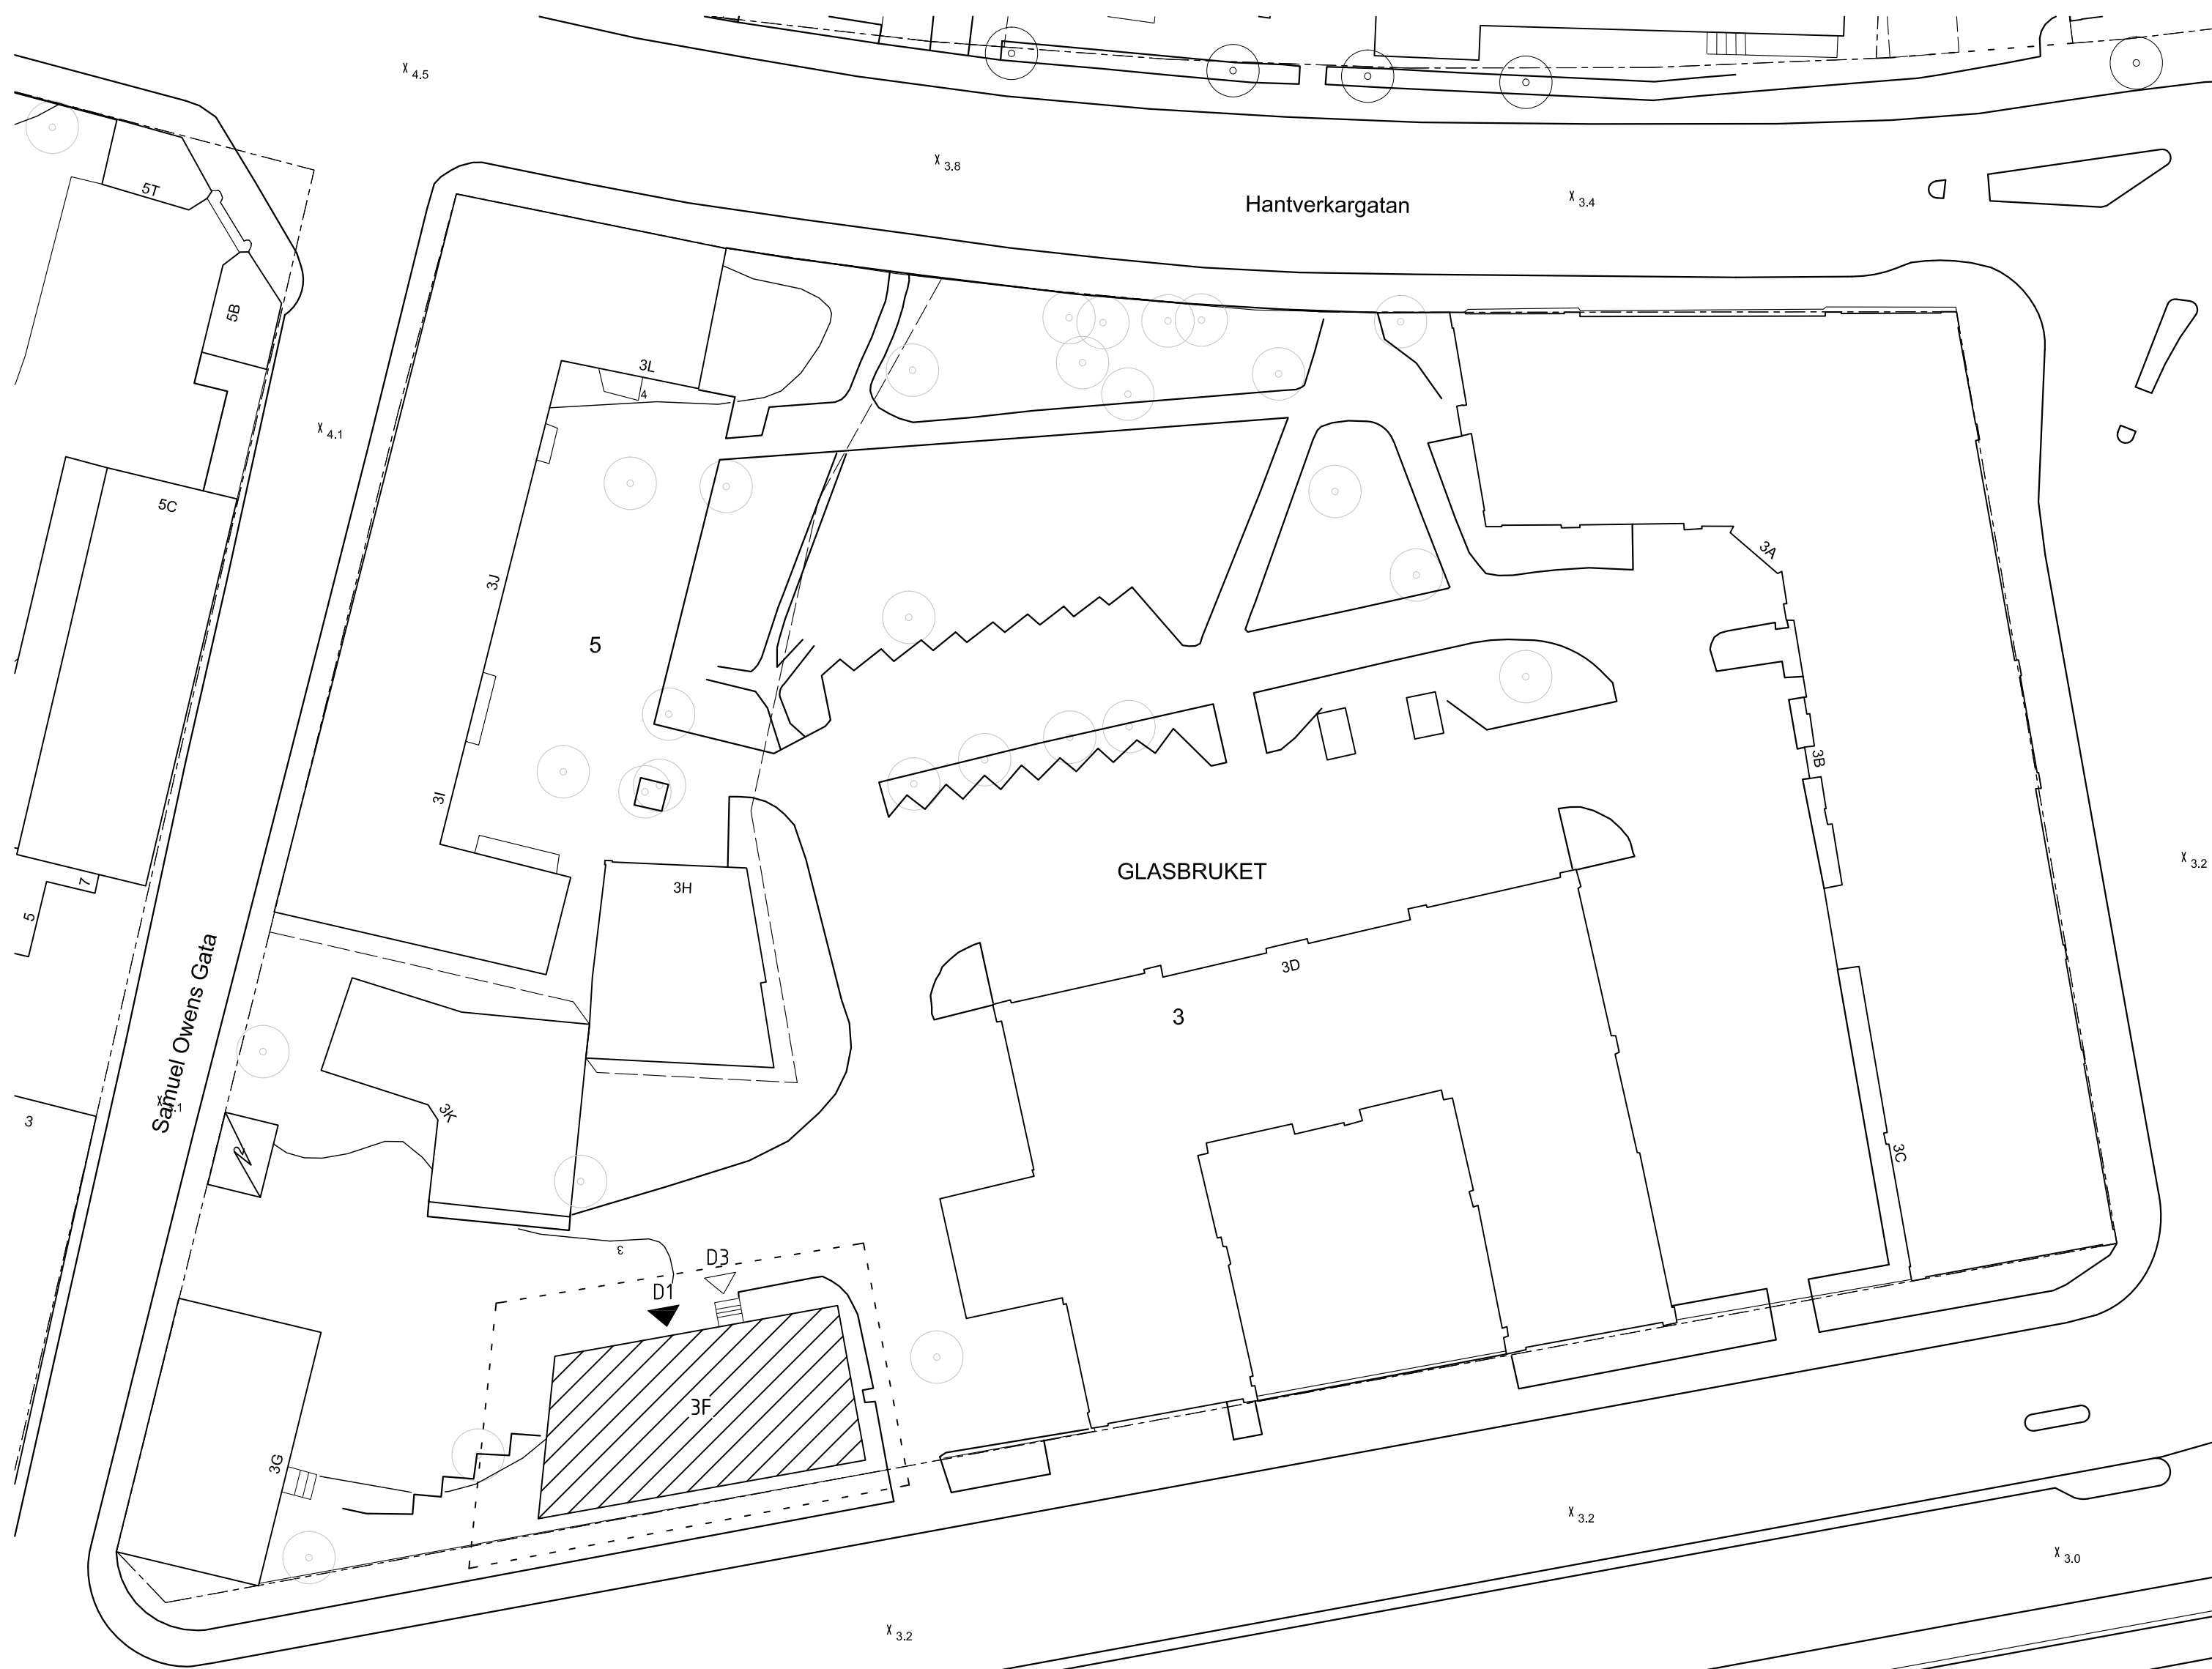 x 4.5
x 3.8
x 3.4
Hantverkargatan
5T
5B
3L
4
x 4.1
5C
3A
3J
5
3B
3I
x 3.2
GLASBRUKET
7
3H
5
3D
3
Samuel Owens Gata
3
3K
3C
3
D3
D1
3F
3G
x 3.2
x 3.0
x 3.2